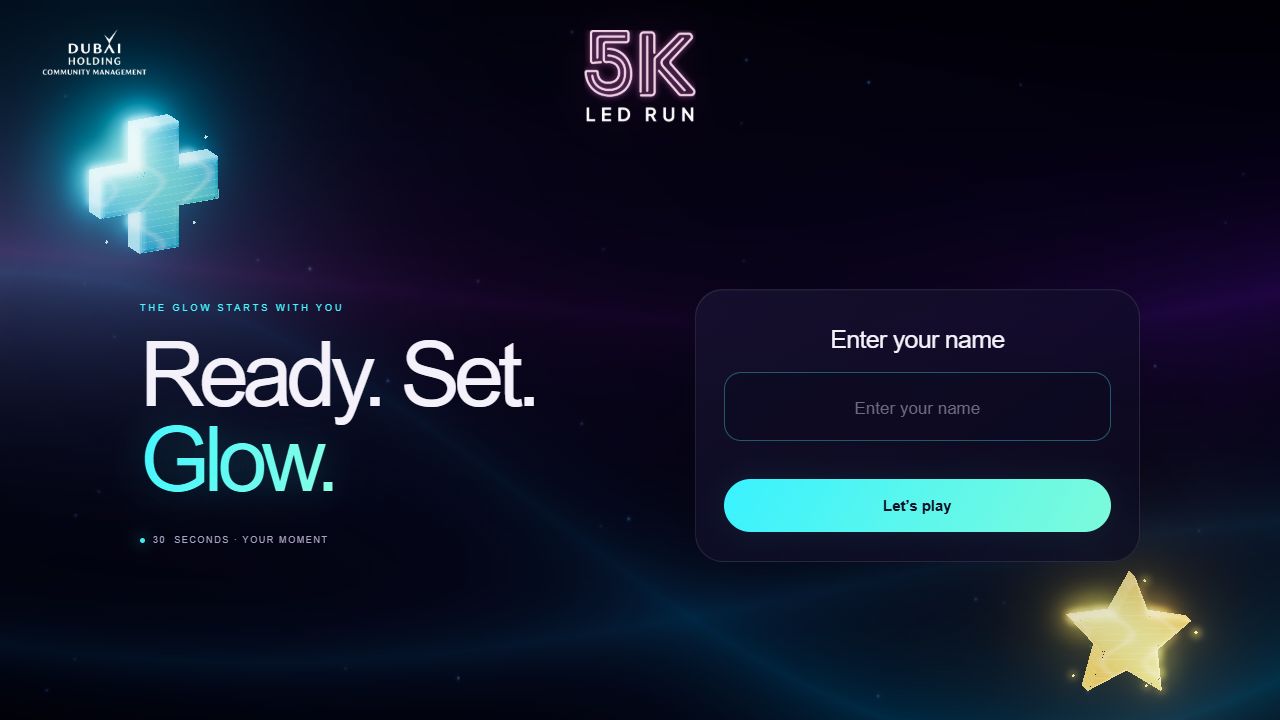 DUBAI
HOLDING
COMMUNITY MANAGEMENT
5K
LED RUN
THE GLOW STARTS WITH YOU
Ready. Set.
Glow.
30 SECONDS · YOUR MOMENT
Enter your name
Enter your name
Let's play